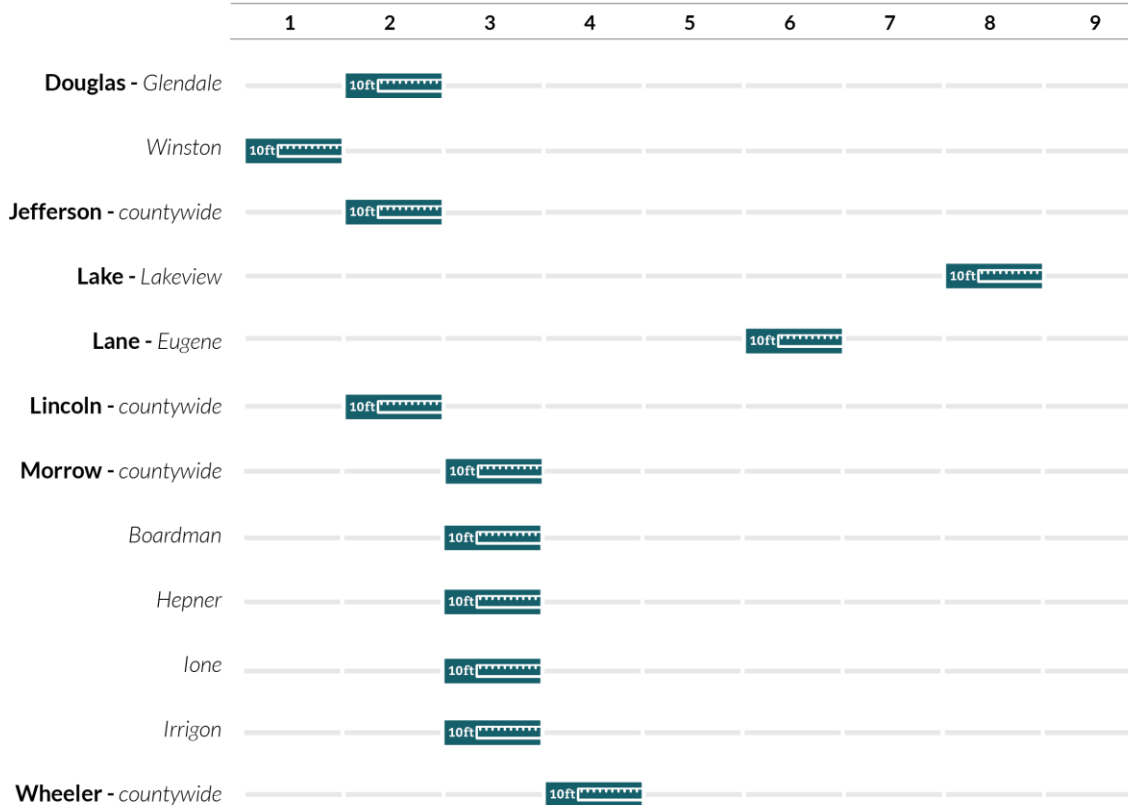 1 2 3 4 5 6 7 8 9
Douglas - Glendale 10ft
Winston 10ft
Jefferson - countywide 10ft
Lake - Lakeview 10ft
Lane - Eugene 10ft
Lincoln - countywide 10ft
Morrow - countywide 10ft
Boardman 10ft
Hepner 10ft
Ione 10ft
Irrigon 10ft
Wheeler - countywide 10ft